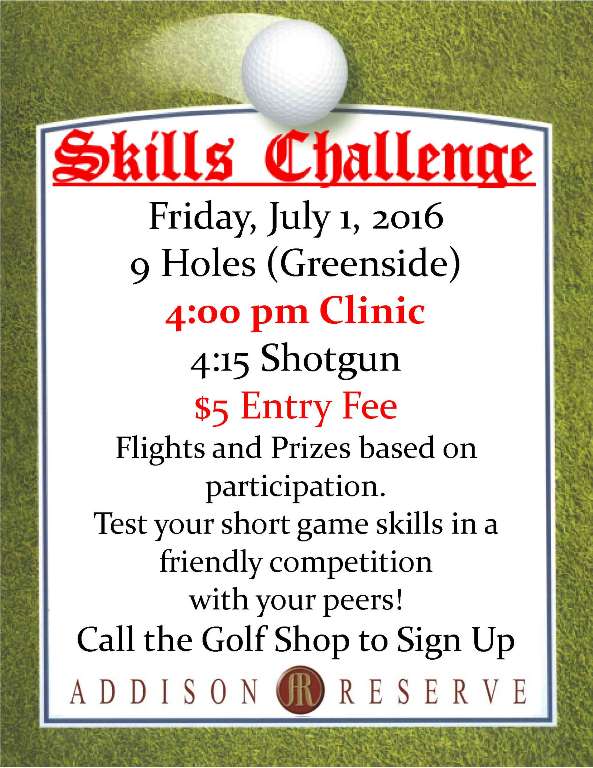 Skills Challenge
Friday, July 1, 2016
9 Holes (Greenside)
4:00 pm Clinic
4:15 Shotgun
$5 Entry Fee
Flights and Prizes based on
participation.
Test your short game skills in a
friendly competition
with your peers!
Call the Golf Shop to Sign Up
ADDISON AR RESERVE